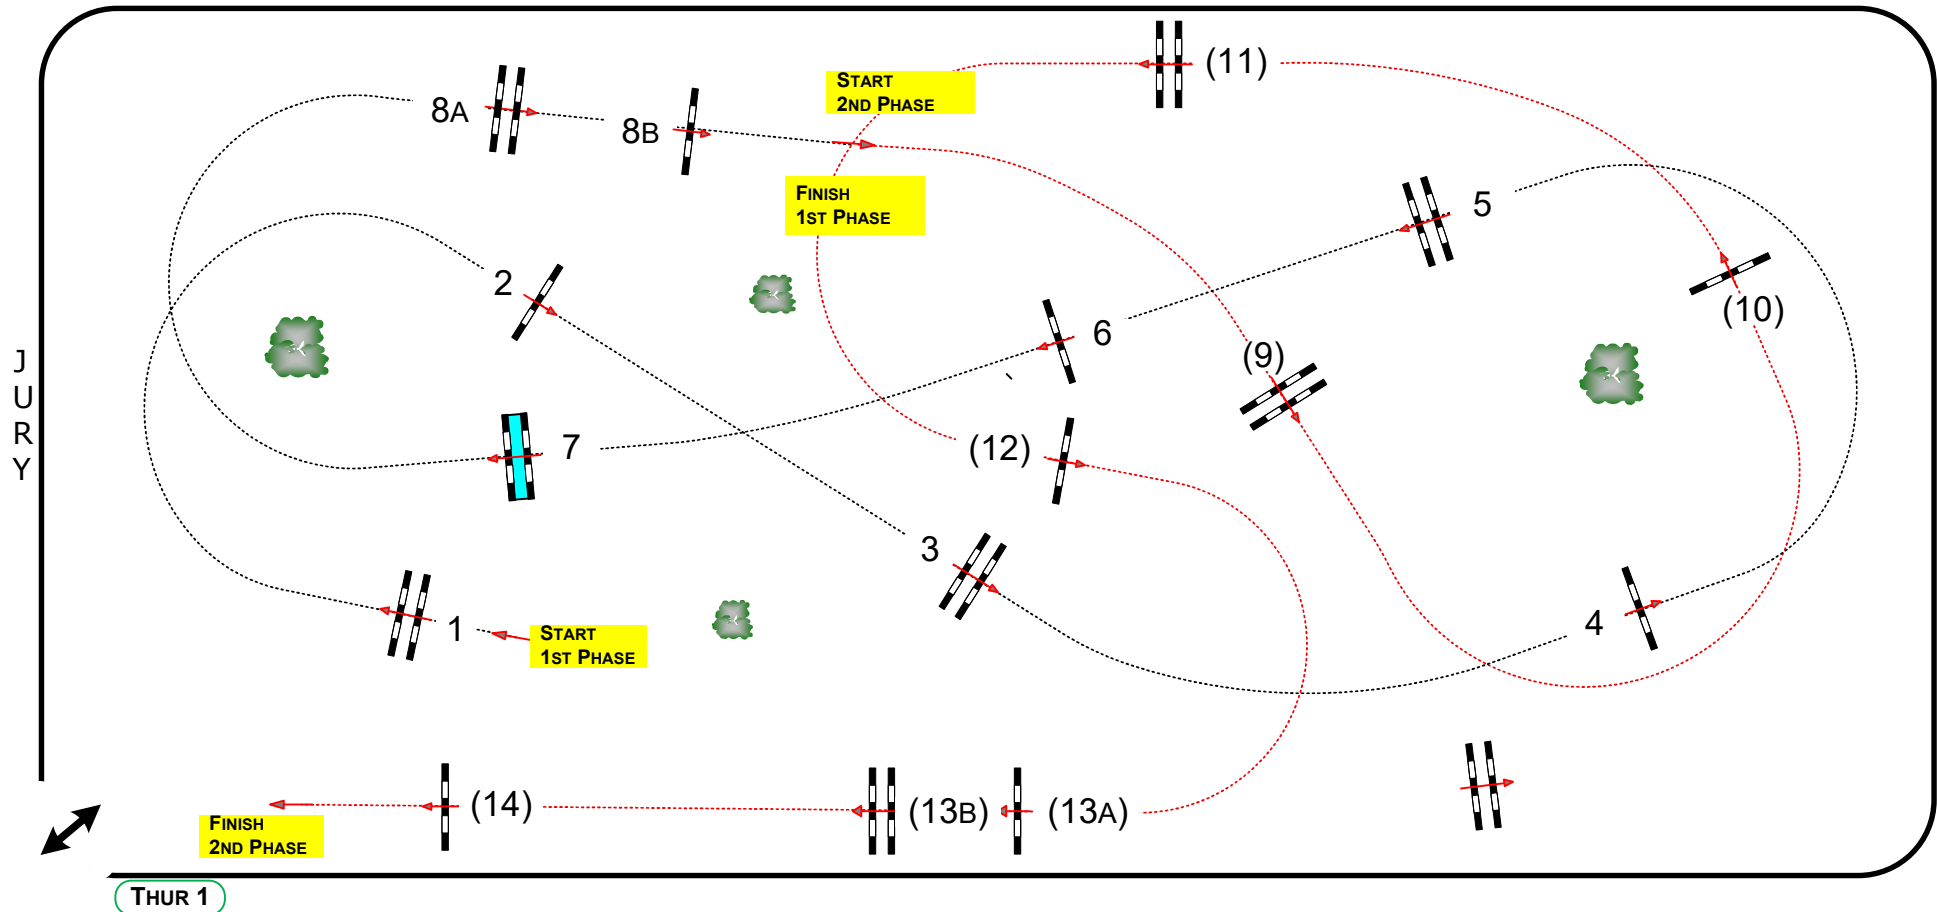 (11)
START
2ND PHASE
8A
8B
FINISH
1ST PHASE
5
2
(10)
6
(9)
JURY
7
(12)
3
4
1
START
1ST PHASE
(14)
(13B)
(13A)
FINISH
2ND PHASE
THUR 1